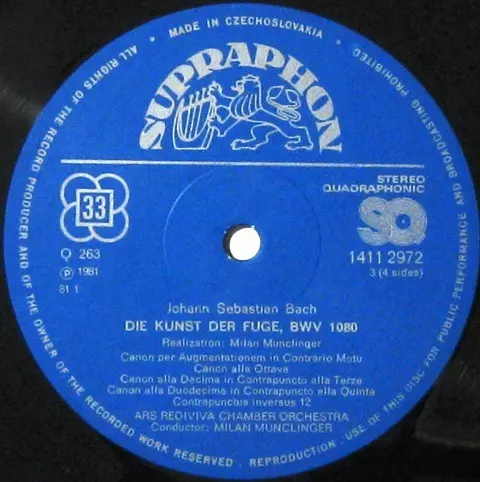 MADE IN CZECHOSLOVAKIA
ALL RIGHTS OF THE RECORD PRODUCER AND OF THE OWNER OF THE RECORDED WORK RESERVED . REPRODUCTION . USE OF THIS DISC FOR PUBLIC PERFORMANCE AND BROADCASTING PROHIBITED.
SUPRAPHON
STEREO
QUADRAPHONIC
33
SQ
Q 263
1411 2972
℗ 1981
3 (4 sides)
81 1
Johann Sebastian Bach
DIE KUNST DER FUGE, BWV 1080
Realization: Milan Munclinger
Canon per Augmentationem in Contrario Motu
Canon alla Ottava
Canon alla Decima in Contrapuncto alla Terza
Canon alla Duodecima in Contrapuncto alla Quinta
Contrapunctus inversus 12
ARS REDIVIVA CHAMBER ORCHESTRA
Conductor: MILAN MUNCLINGER